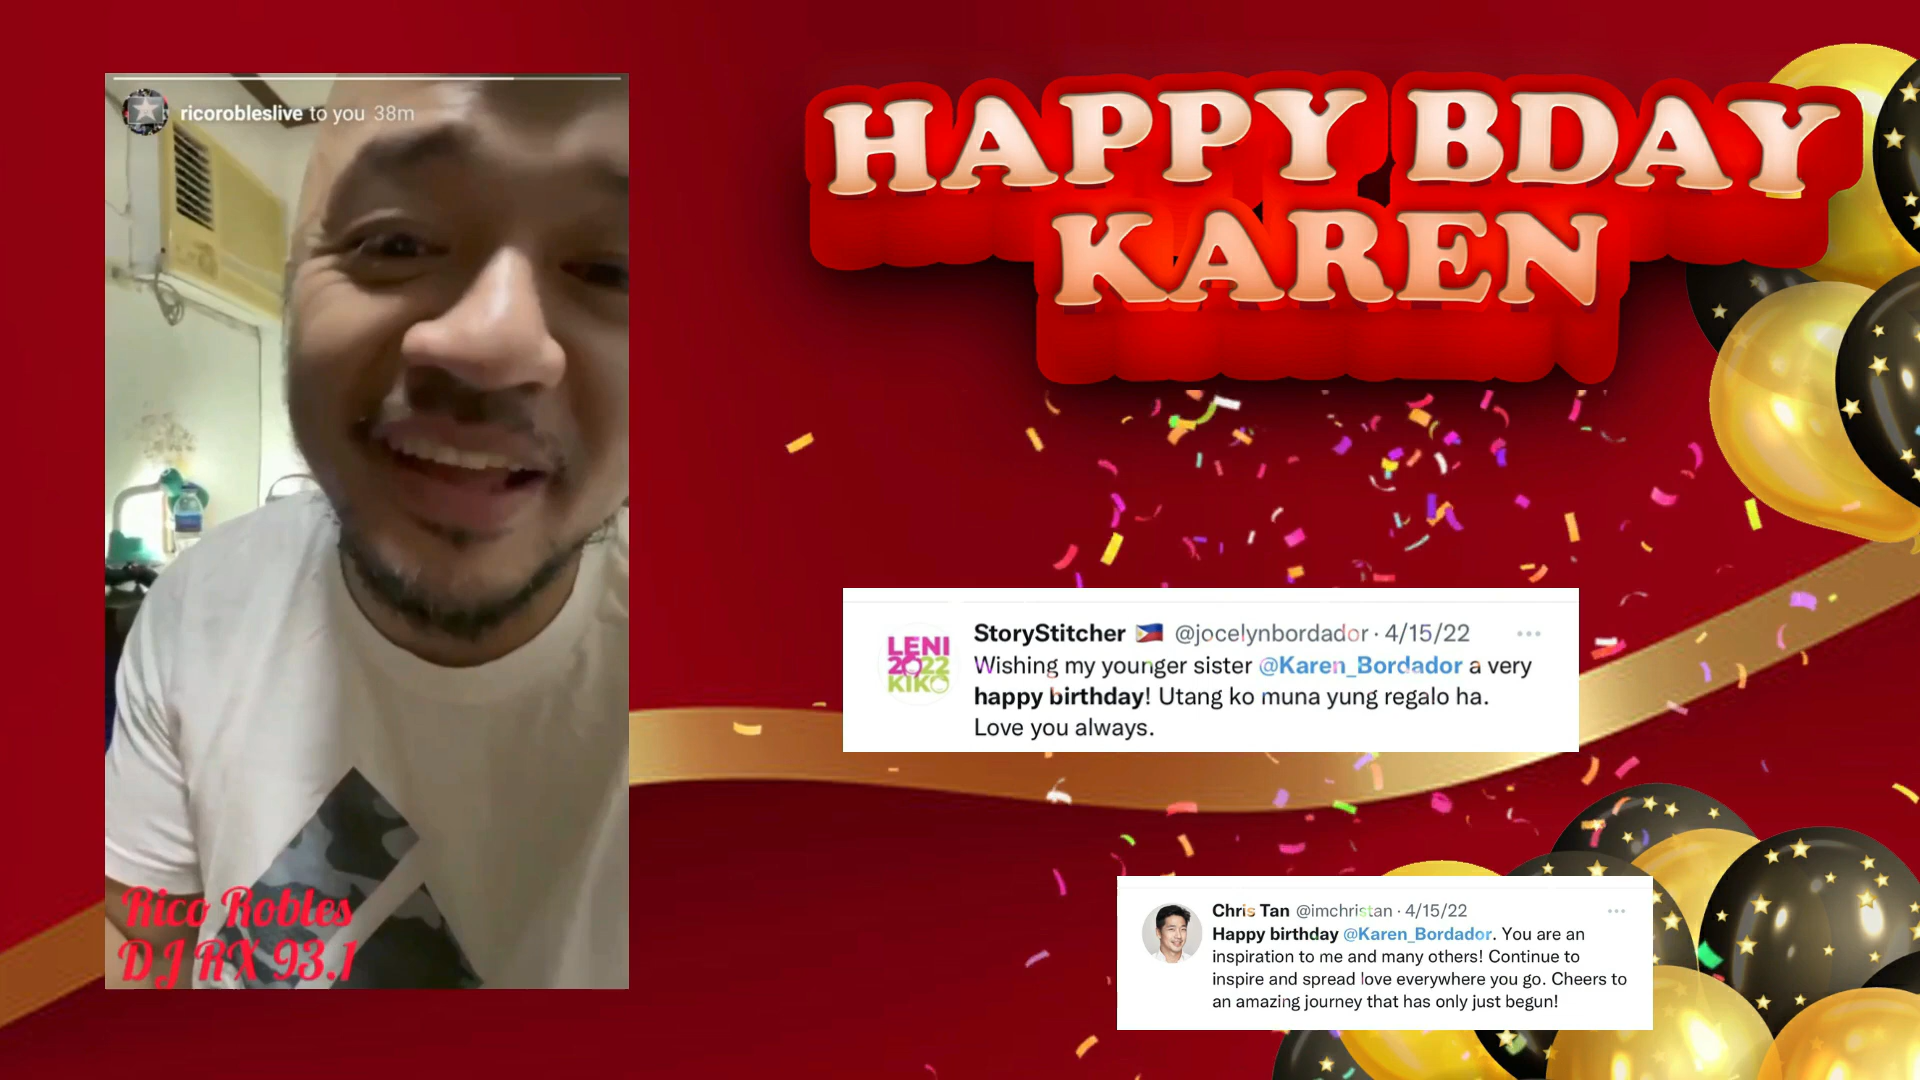 ricorobleslive to you 38m
Rico Robles
DJ RX 93.1
HAPPY BDAY
KAREN
LENI
2022
KIKO
StoryStitcher 🇵🇭 @jocelynbordador · 4/15/22
Wishing my younger sister @Karen_Bordador a very
happy birthday! Utang ko muna yung regalo ha.
Love you always.
Chris Tan @imchristan · 4/15/22
Happy birthday @Karen_Bordador. You are an
inspiration to me and many others! Continue to
inspire and spread love everywhere you go. Cheers to
an amazing journey that has only just begun!